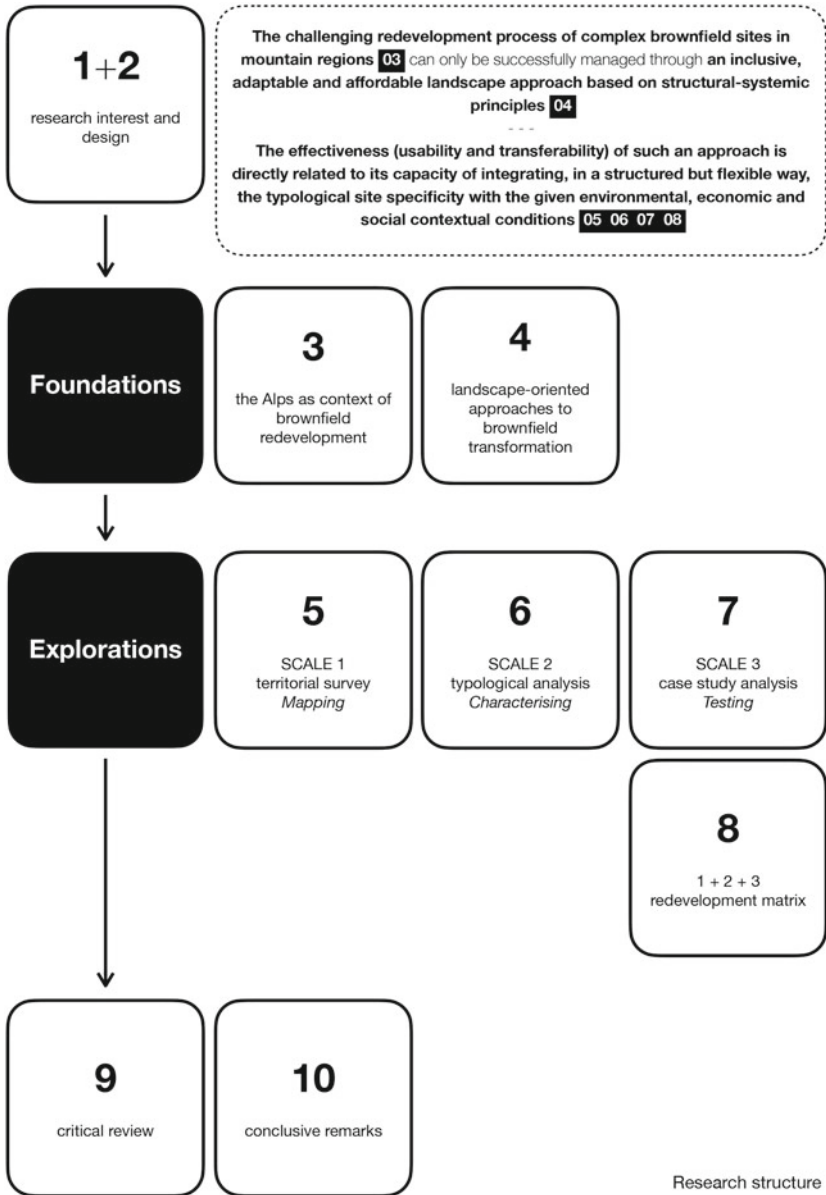 1+2
research interest and
design
The challenging redevelopment process of complex brownfield sites in
mountain regions 03 can only be successfully managed through an inclusive,
adaptable and affordable landscape approach based on structural-systemic
principles 04
- - -
The effectiveness (usability and transferability) of such an approach is
directly related to its capacity of integrating, in a structured but flexible way,
the typological site specificity with the given environmental, economic and
social contextual conditions 05 06 07 08
Foundations
3
the Alps as context of
brownfield
redevelopment
4
landscape-oriented
approaches to
brownfield
transformation
Explorations
5
SCALE 1
territorial survey
Mapping
6
SCALE 2
typological analysis
Characterising
7
SCALE 3
case study analysis
Testing
8
1 + 2 + 3
redevelopment matrix
9
critical review
10
conclusive remarks
Research structure